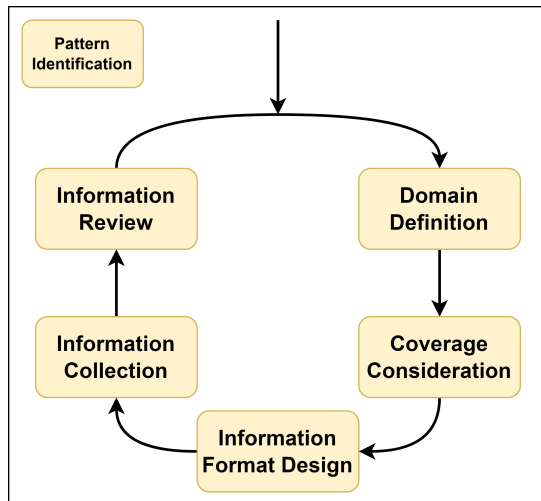 Pattern
Identification
Information
Review
Domain
Definition
Information
Collection
Coverage
Consideration
Information
Format Design